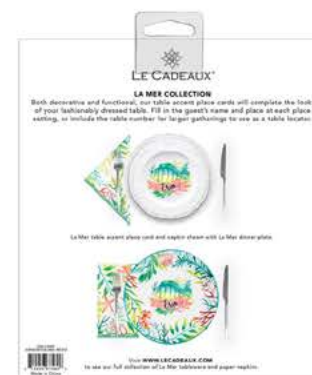 LE CADEAUX®
LA MER COLLECTION
Both decorative and functional, our table accent place cards will complete the look
of your fashionably dressed table. Fill in the guest's name and place at each place
setting, or include the table number for larger gatherings to use as a table locator.
La Mer table accent place card and napkin shown with La Mer dinner plate.
Visit WWW.LECADEAUX.COM
to see our full collection of La Mer tableware and paper napkins.
Made in China